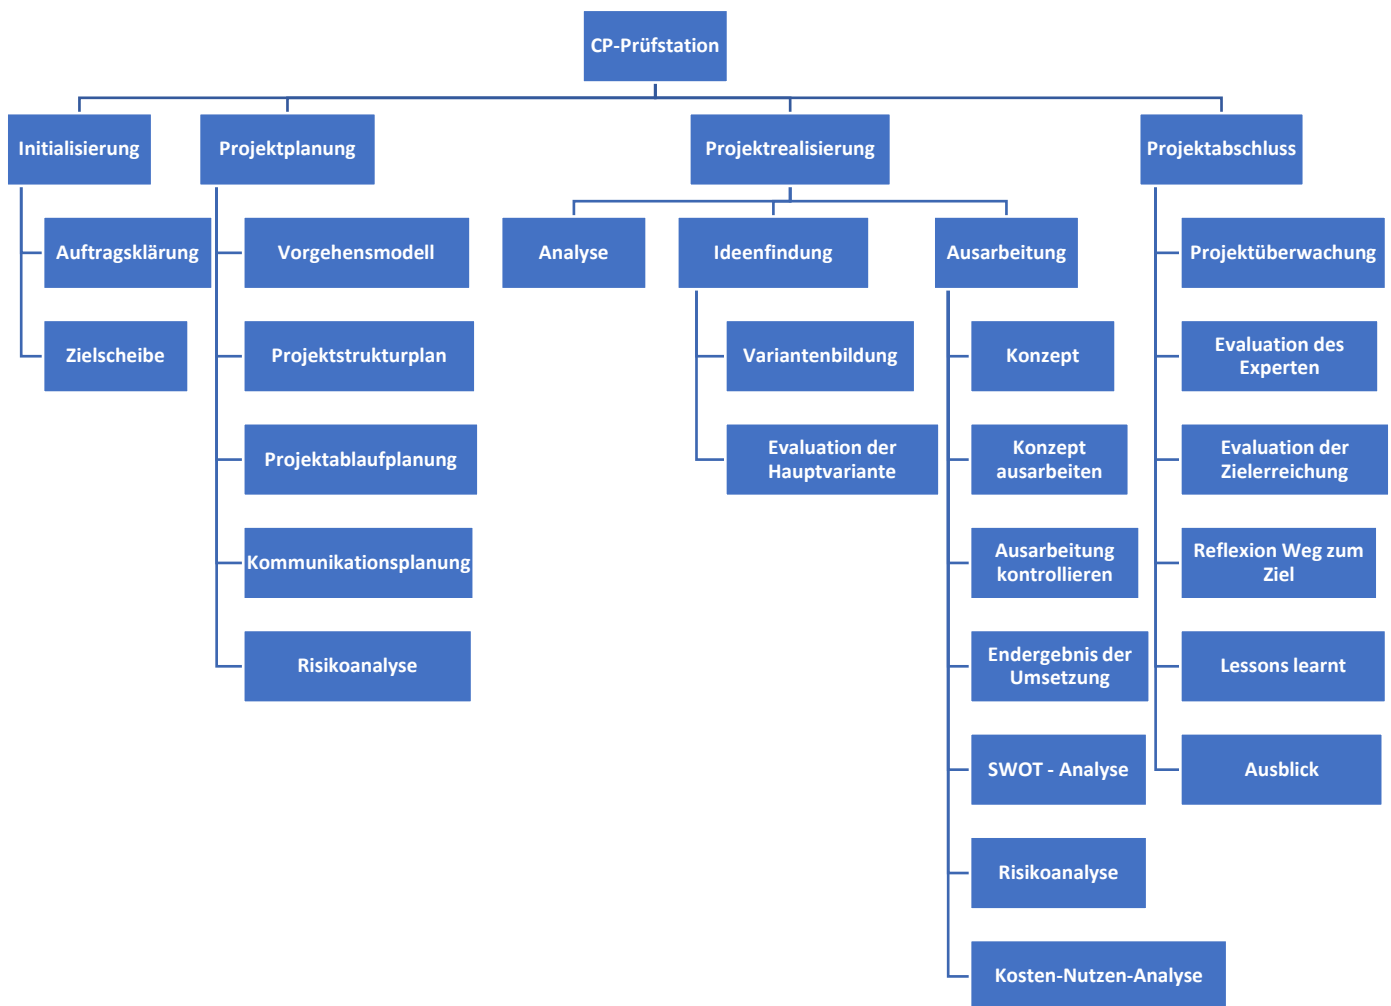 CP-Prüfstation
Initialisierung
Projektplanung
Projektrealisierung
Projektabschluss
Auftragsklärung
Vorgehensmodell
Analyse
Ideenfindung
Ausarbeitung
Projektüberwachung
Zielscheibe
Projektstrukturplan
Variantenbildung
Konzept
Evaluation des
Experten
Projektablaufplanung
Evaluation der
Hauptvariante
Konzept
ausarbeiten
Evaluation der
Zielerreichung
Kommunikationsplanung
Ausarbeitung
kontrollieren
Reflexion Weg zum
Ziel
Risikoanalyse
Endergebnis der
Umsetzung
Lessons learnt
SWOT - Analyse
Ausblick
Risikoanalyse
Kosten-Nutzen-Analyse